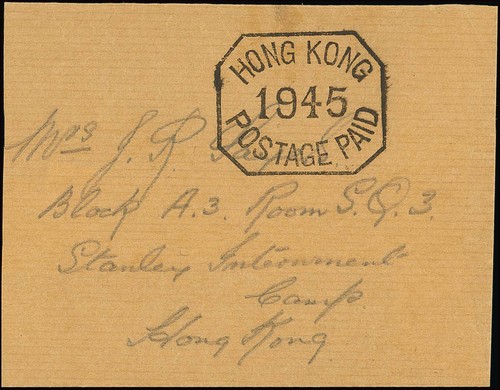 HONG KONG
1945
POSTAGE PAID
Mrs J. R.
Block A.3. Room S.Q.3.
Stanley Internment
Camp
Hong Kong